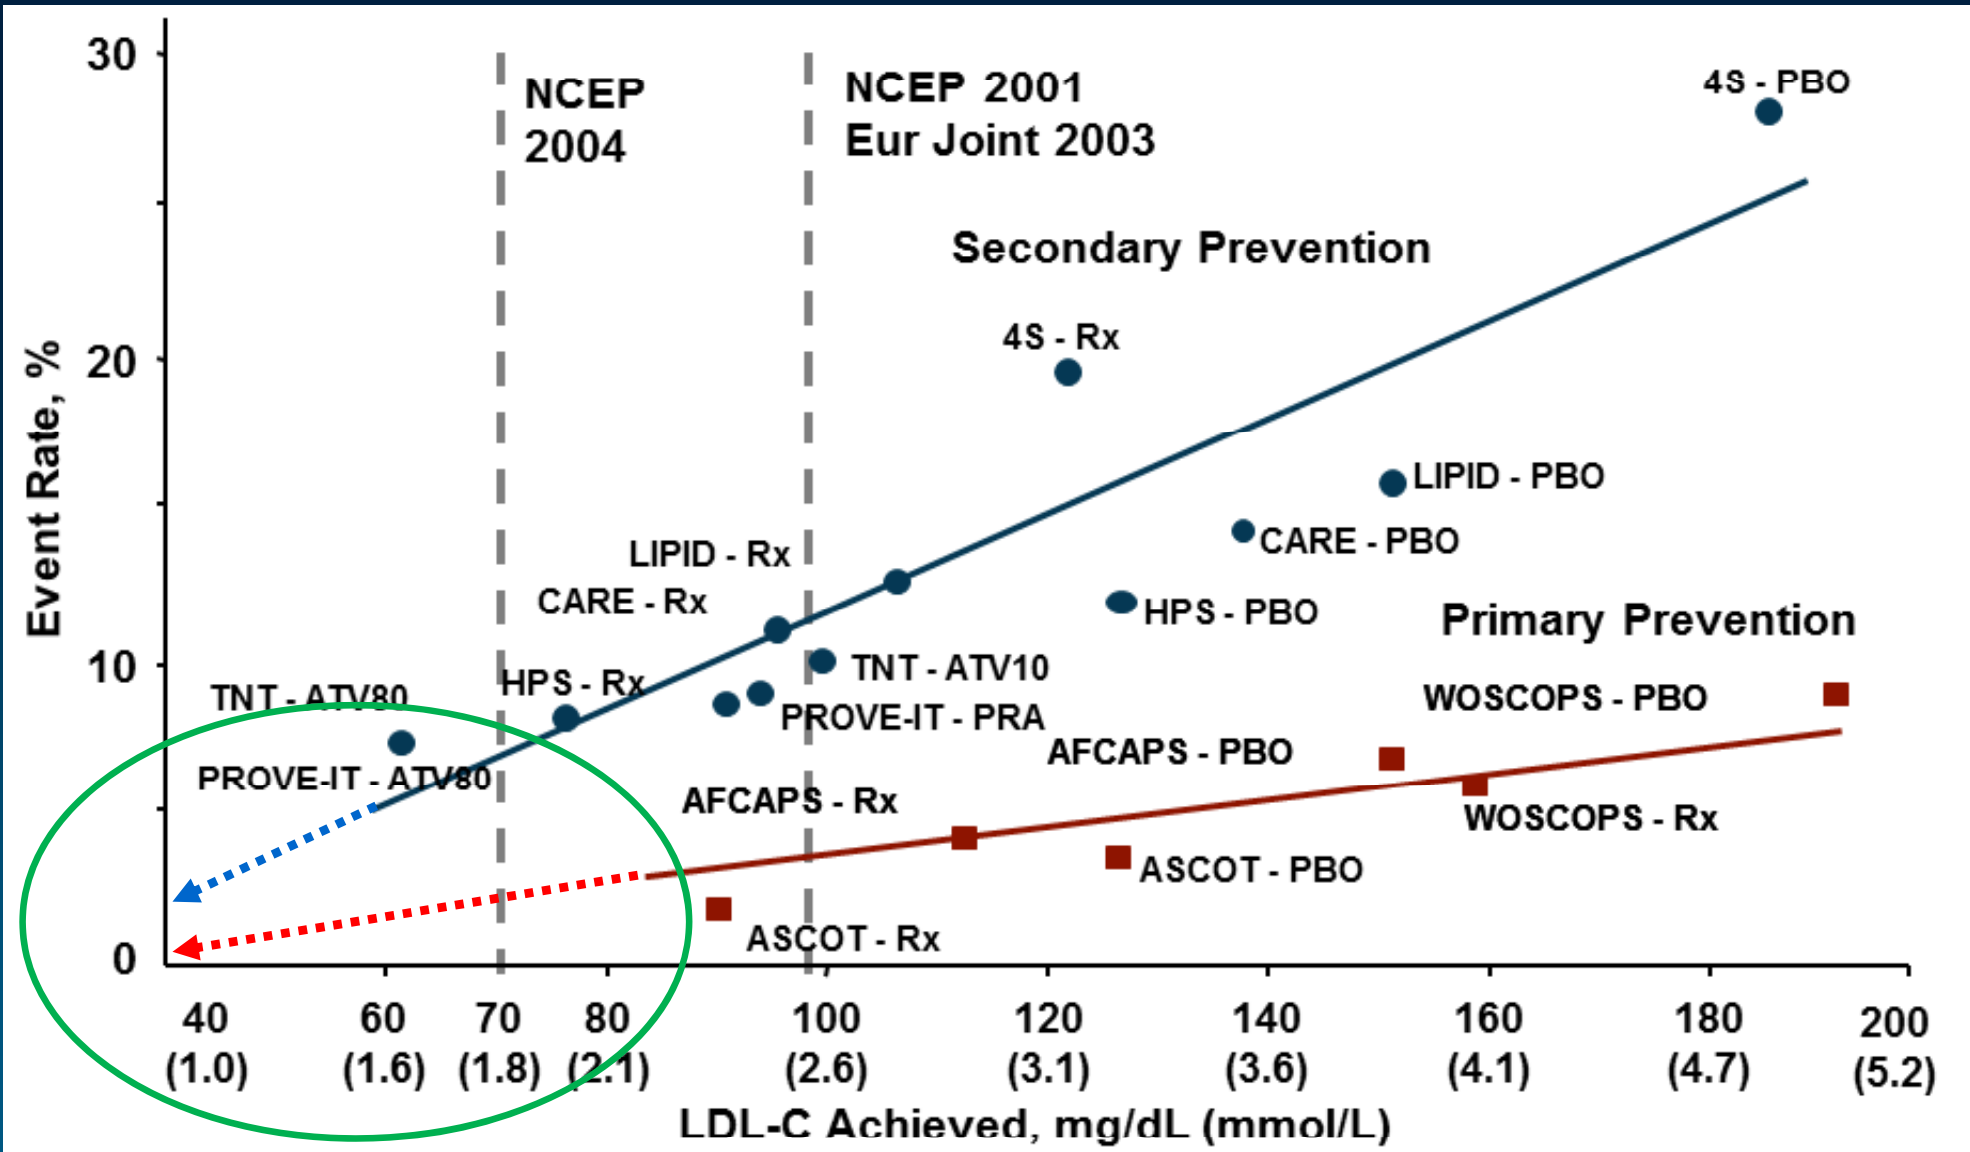 30
NCEP
2004
NCEP 2001
Eur Joint 2003
4S - PBO
Secondary Prevention
4S - Rx
20
Event Rate, %
LIPID - PBO
CARE - PBO
LIPID - Rx
CARE - Rx
HPS - PBO
Primary Prevention
10
TNT - ATV10
HPS - Rx
TNT - ATV80
WOSCOPS - PBO
PROVE-IT - PRA
AFCAPS - PBO
PROVE-IT - ATV80
AFCAPS - Rx
WOSCOPS - Rx
ASCOT - PBO
ASCOT - Rx
0
40 60 70 80 100 120 140 160 180 200
(1.0) (1.6) (1.8) (2.1) (2.6) (3.1) (3.6) (4.1) (4.7) (5.2)
LDL-C Achieved, mg/dL (mmol/L)